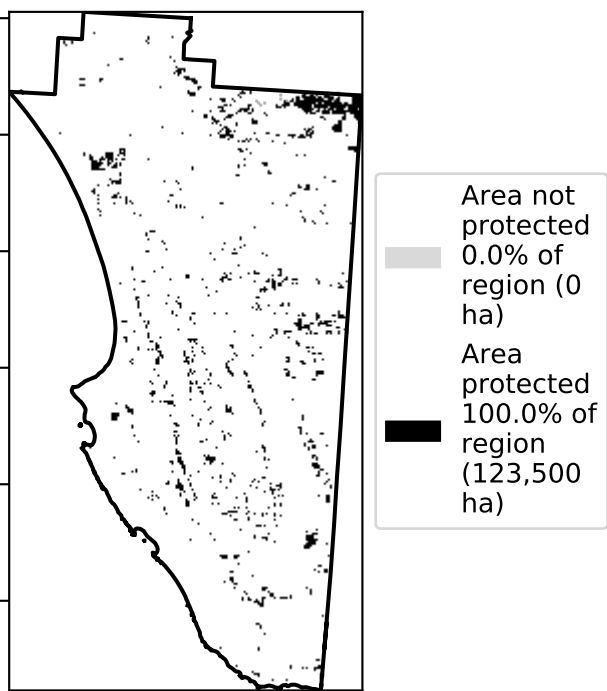 Area not
protected
0.0% of
region (0
ha)
Area
protected
100.0% of
region
(123,500
ha)